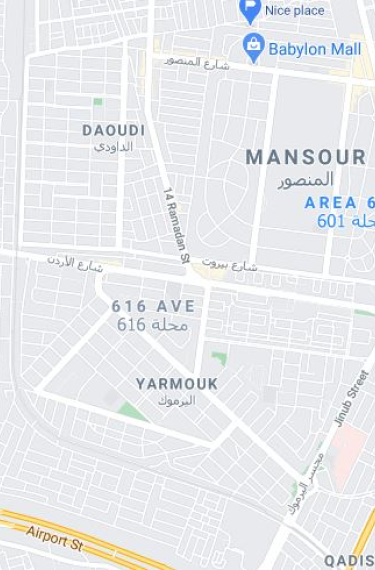 Nice place
Babylon Mall
شارع المنصور
DAOUDI
الداودي
MANSOUR
المنصور
AREA 6
محلة 601
14 Ramadan St
شارع الأردن
شارع بيروت
616 AVE
محلة 616
YARMOUK
اليرموك
Jinub Street
مجسر اليرموك
Airport St
QADIS